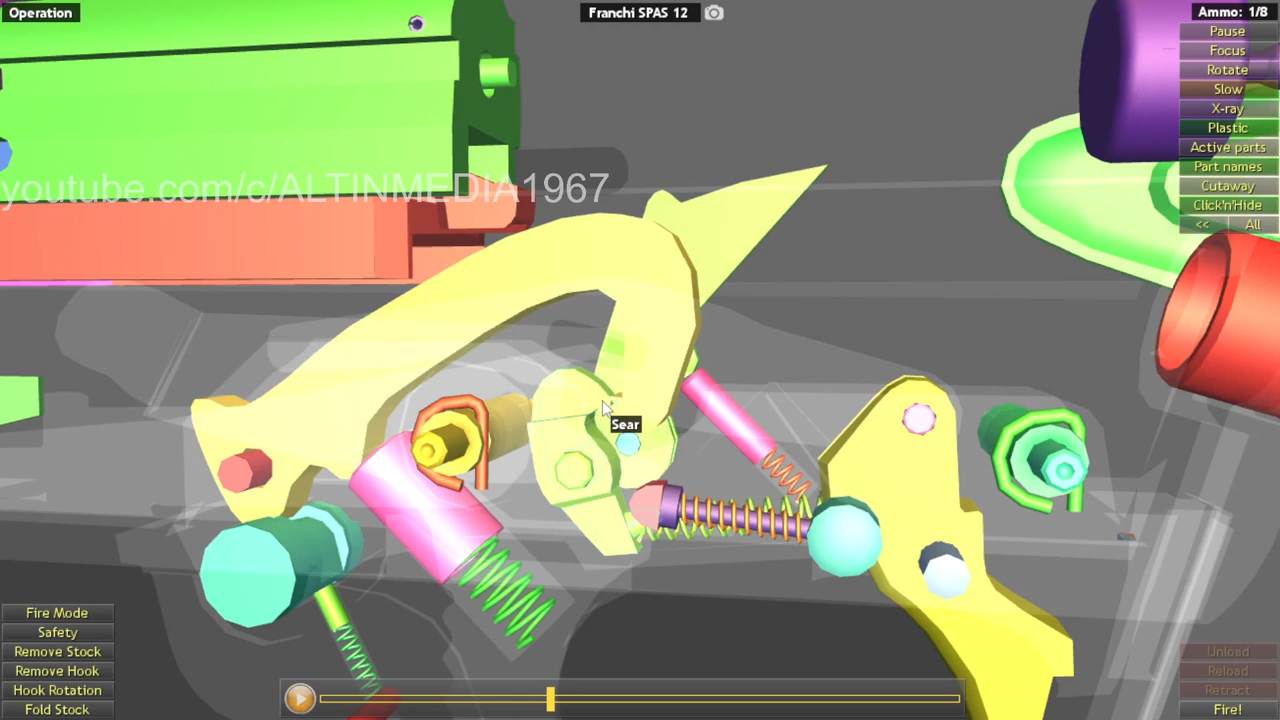 Operation
Franchi SPAS 12
Ammo: 1/8
Pause
Focus
Rotate
Slow
X-ray
Plastic
Active parts
Part names
Cutaway
Click'n'Hide
<< All
youtube.com/c/ALTINMEDIA1967
Sear
Fire Mode
Safety
Remove Stock
Remove Hook
Hook Rotation
Fold Stock
Unload
Reload
Retract
Fire!